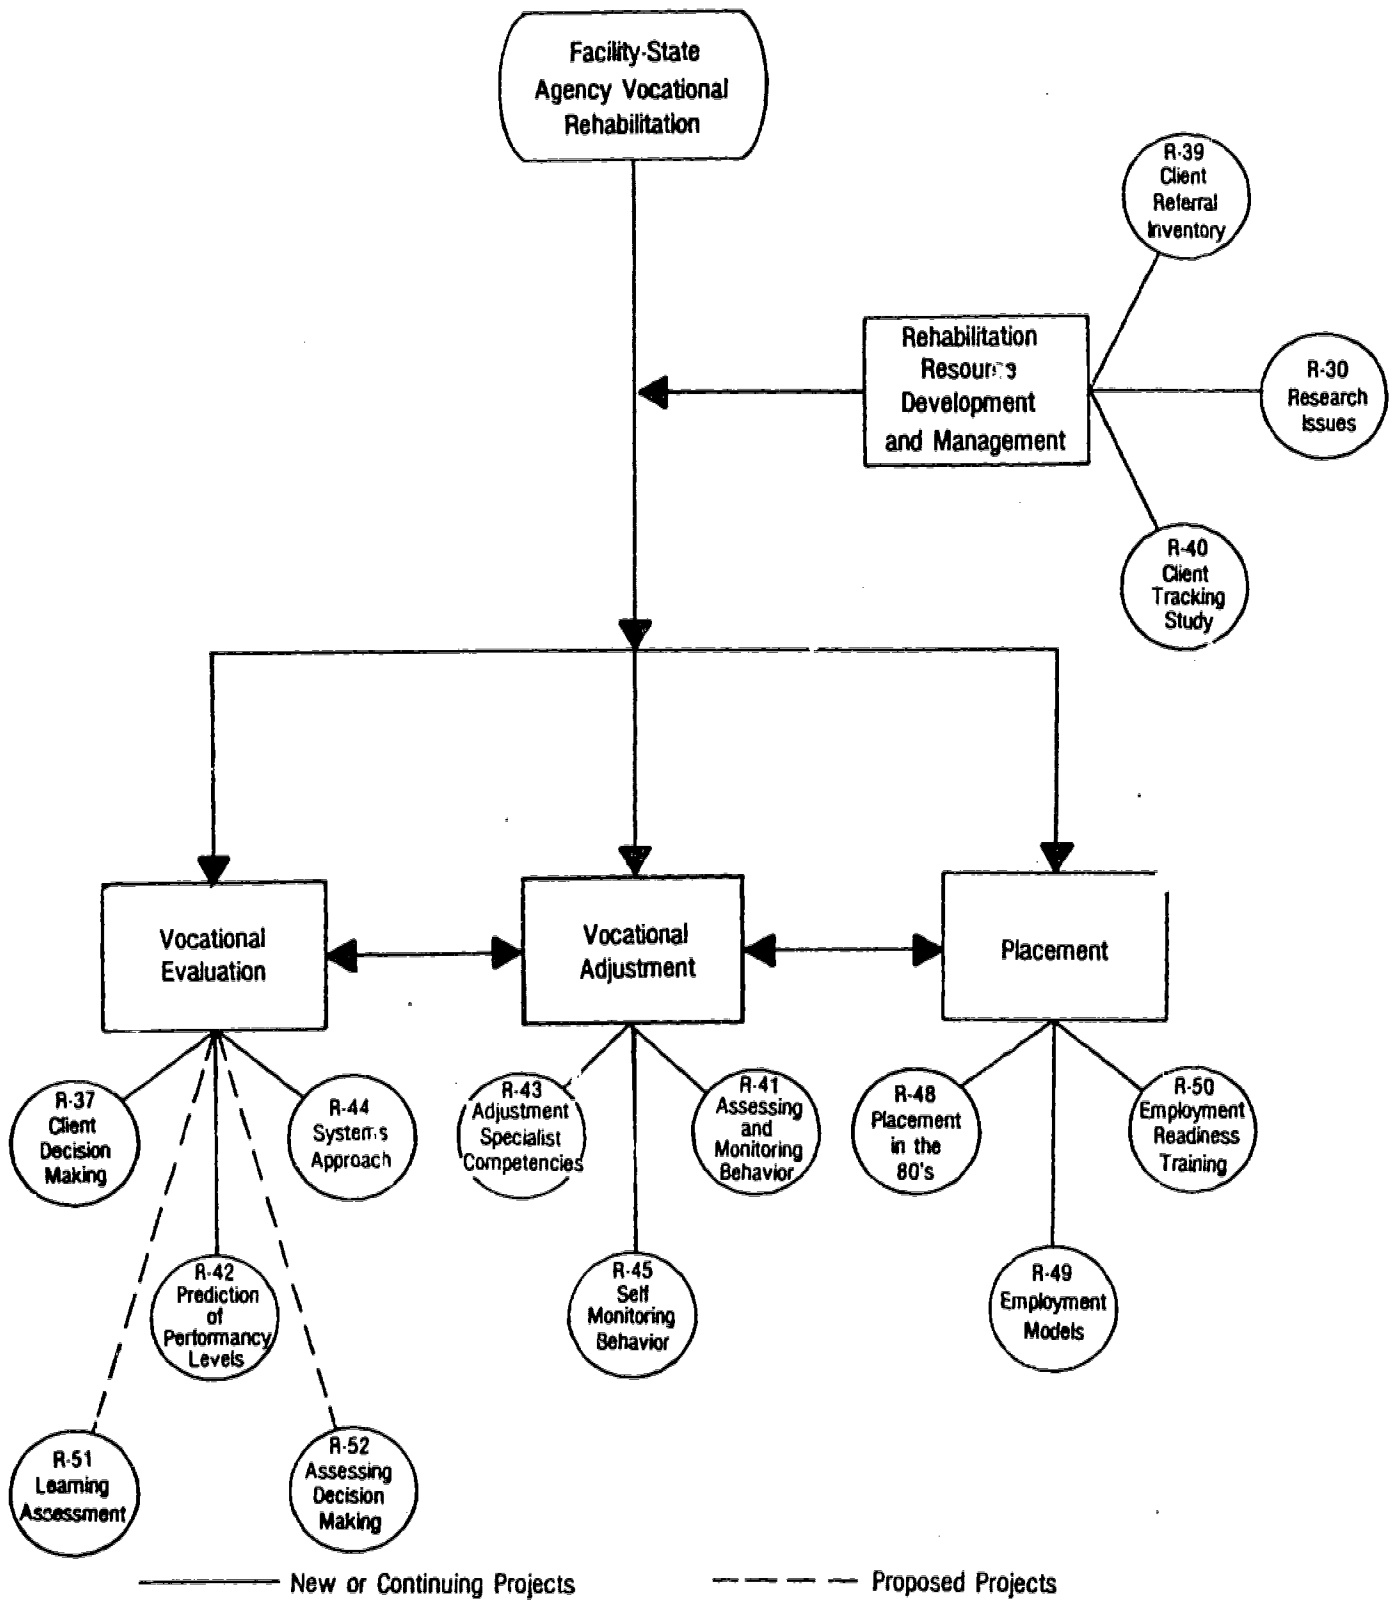 Facility-State
Agency Vocational
Rehabilitation
R-39
Client
Referral
Inventory
Rehabilitation
Resource
Development
and Management
R-30
Research
Issues
R-40
Client
Tracking
Study
Vocational
Evaluation
Vocational
Adjustment
Placement
R-37
Client
Decision
Making
R-44
Systems
Approach
R-43
Adjustment
Specialist
Competencies
R-41
Assessing
and
Monitoring
Behavior
R-48
Placement
in the
80's
R-50
Employment
Readiness
Training
R-42
Prediction
of
Performancy
Levels
R-45
Self
Monitoring
Behavior
R-49
Employment
Models
R-51
Learning
Assessment
R-52
Assessing
Decision
Making
New or Continuing Projects
Proposed Projects